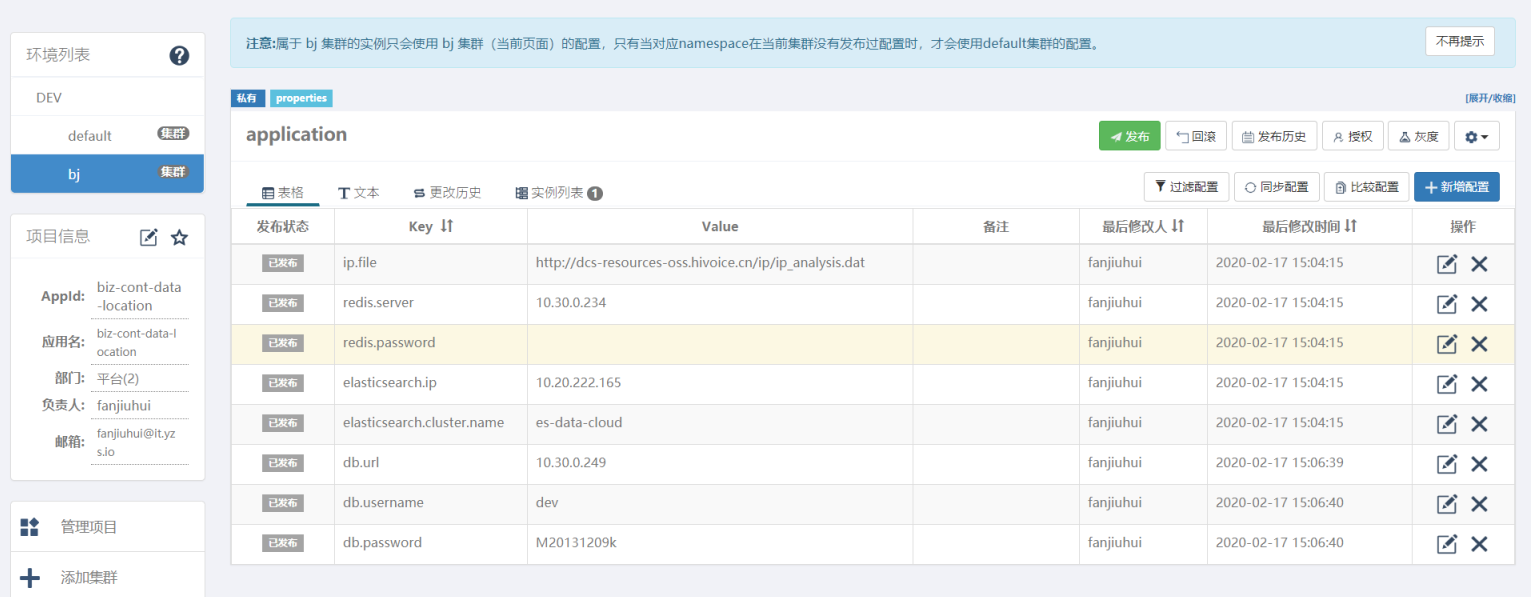 注意:属于 bj 集群的实例只会使用 bj 集群（当前页面）的配置，只有当对应namespace在当前集群没有发布过配置时，才会使用default集群的配置。
不再提示
环境列表
DEV
default 集群
bj 集群
项目信息
AppId: biz-cont-data
-location
应用名: biz-cont-data-l
ocation
部门: 平台(2)
负责人: fanjiuhui
邮箱: fanjiuhui@it.yz
s.io
管理项目
添加集群
私有 properties [展开/收缩]
application
发布 回滚 发布历史 授权 灰度
表格 文本 更改历史 实例列表 1
过滤配置 同步配置 比较配置 新增配置
发布状态 Key Value 备注 最后修改人 最后修改时间 操作
已发布 ip.file http://dcs-resources-oss.hivoice.cn/ip/ip_analysis.dat fanjiuhui 2020-02-17 15:04:15
已发布 redis.server 10.30.0.234 fanjiuhui 2020-02-17 15:04:15
已发布 redis.password fanjiuhui 2020-02-17 15:04:15
已发布 elasticsearch.ip 10.20.222.165 fanjiuhui 2020-02-17 15:04:15
已发布 elasticsearch.cluster.name es-data-cloud fanjiuhui 2020-02-17 15:04:15
已发布 db.url 10.30.0.249 fanjiuhui 2020-02-17 15:06:39
已发布 db.username dev fanjiuhui 2020-02-17 15:06:40
已发布 db.password M20131209k fanjiuhui 2020-02-17 15:06:40